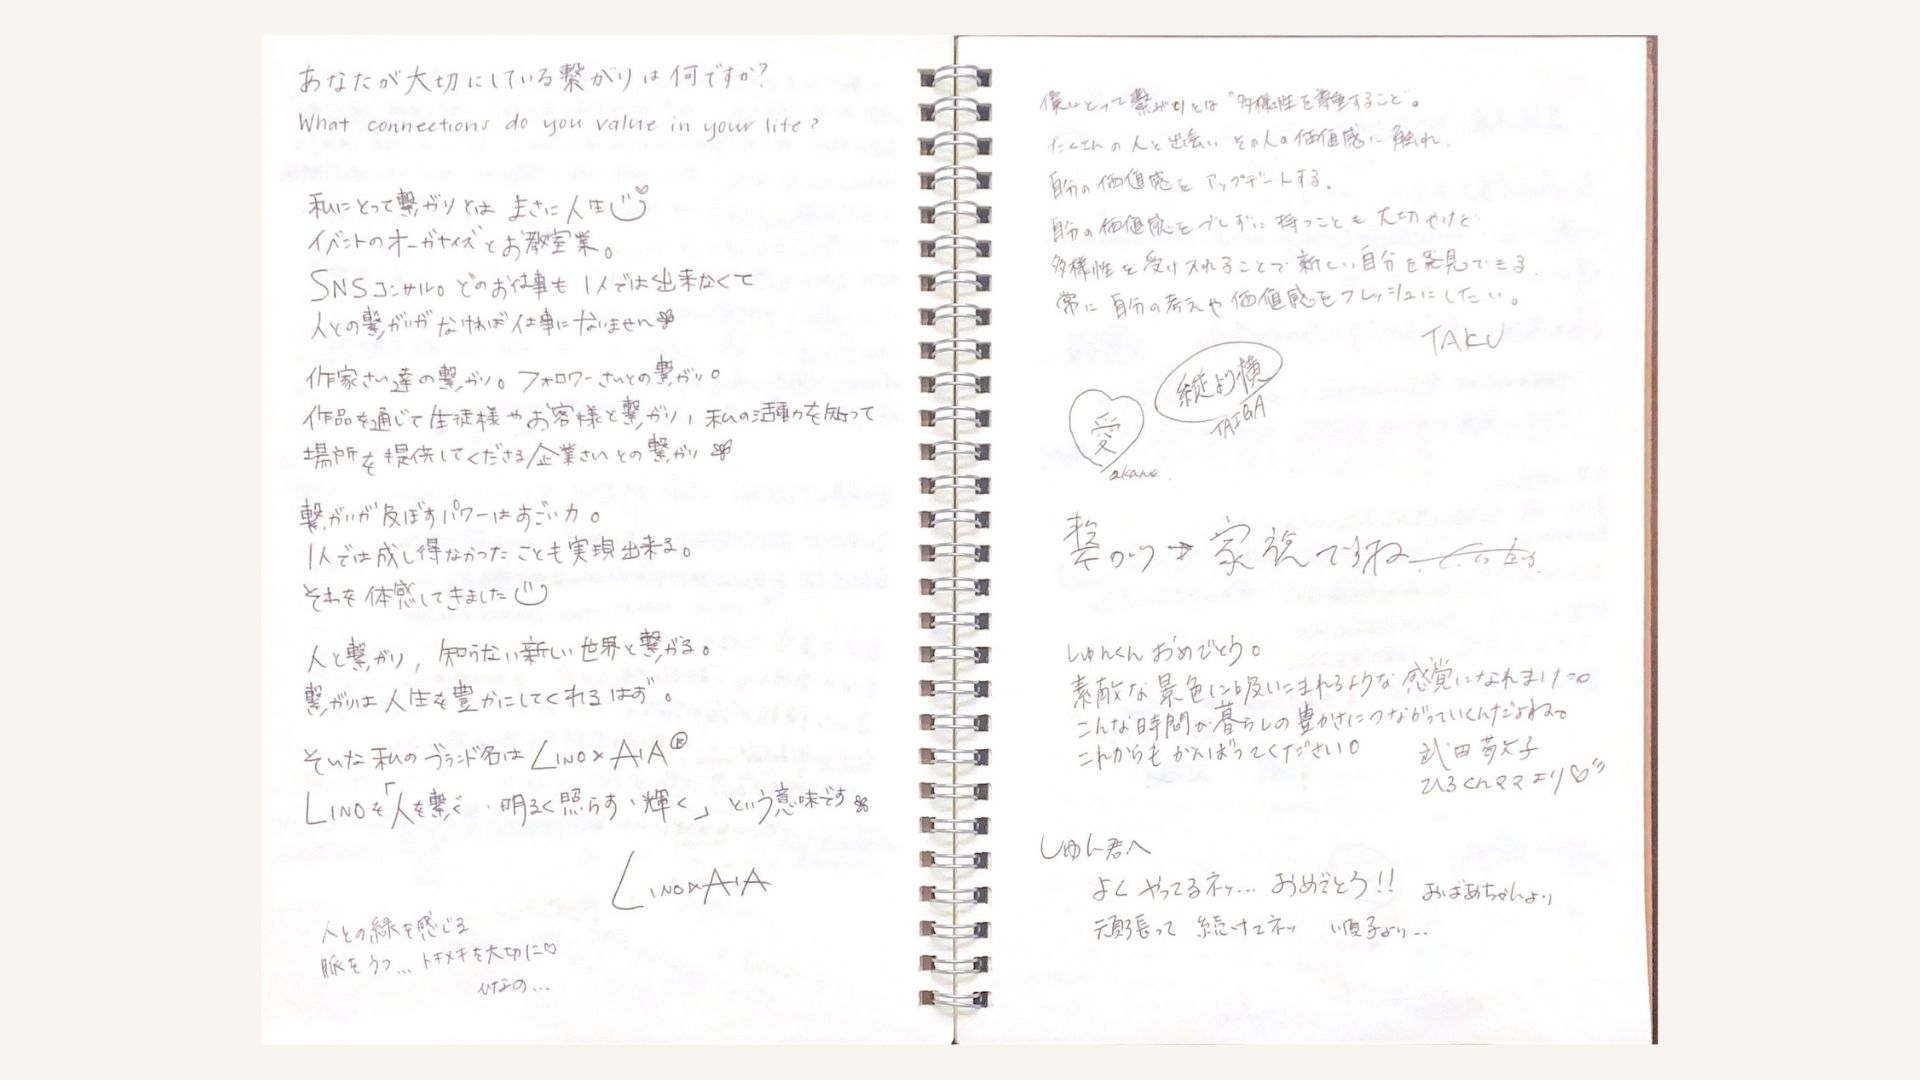 あなたが大切にしている繋がりは何ですか?
What connections do you value in your life?
私にとって繋がりとは まさに人生
イベントのオーガナイズとお教室業。
SNSコンサル。どのお仕事も 1人では出来なくて
人との繋がりがなければ仕事になりません
作家さん達の繋がり。フォロワーさんとの繋がり。
作品を通じて生徒様やお客様と繋がり, 私の活動を知って
場所を提供してくださる企業さんとの繋がり
繋がりが及ぼすパワーはすごい力。
1人では成し得なかったことも実現出来る。
それを体感してきました
人と繋がり, 知らない新しい世界と繋がる。
繋がりは人生を豊かにしてくれるはず。
そんな私のブランド名は LINO×AIA®
LINOを「人を繋ぐ・明るく照らす・輝く」という意味です
LINO×AIA
人との縁を感じる
脈をうつ… トキメキを大切に♡
ひなの…
僕にとって繋がりとは "多様性を尊重すること"。
たくさんの人と出会い その人の価値感に触れ、
自分の価値感をアップデートする。
自分の価値感をブレずに持つことも大切やけど
多様性を受け入れることで新しい自分を発見できる。
常に自分の考えや価値感をフレッシュにしたい。
TAKU
縦より横
TAIGA
愛
akane.
繋がり → 家族ですね
しゅんくん おめでとう。
素敵な景色に吸いこまれるような感覚になれました。
こんな時間が暮らしの豊かさにつながっていくんだよね。
これからもがんばってください。
武田
ひろくんママより♡
しゅん君へ
よく やってるネッ… おめでとう!!
おばあちゃんより
頑張って 続けてネッ 順子より…